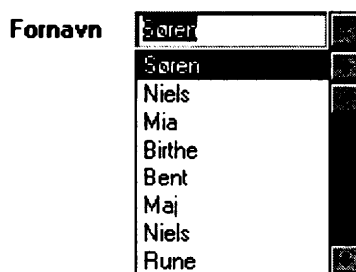 Fornavn Søren
Søren
Niels
Mia
Birthe
Bent
Maj
Niels
Rune